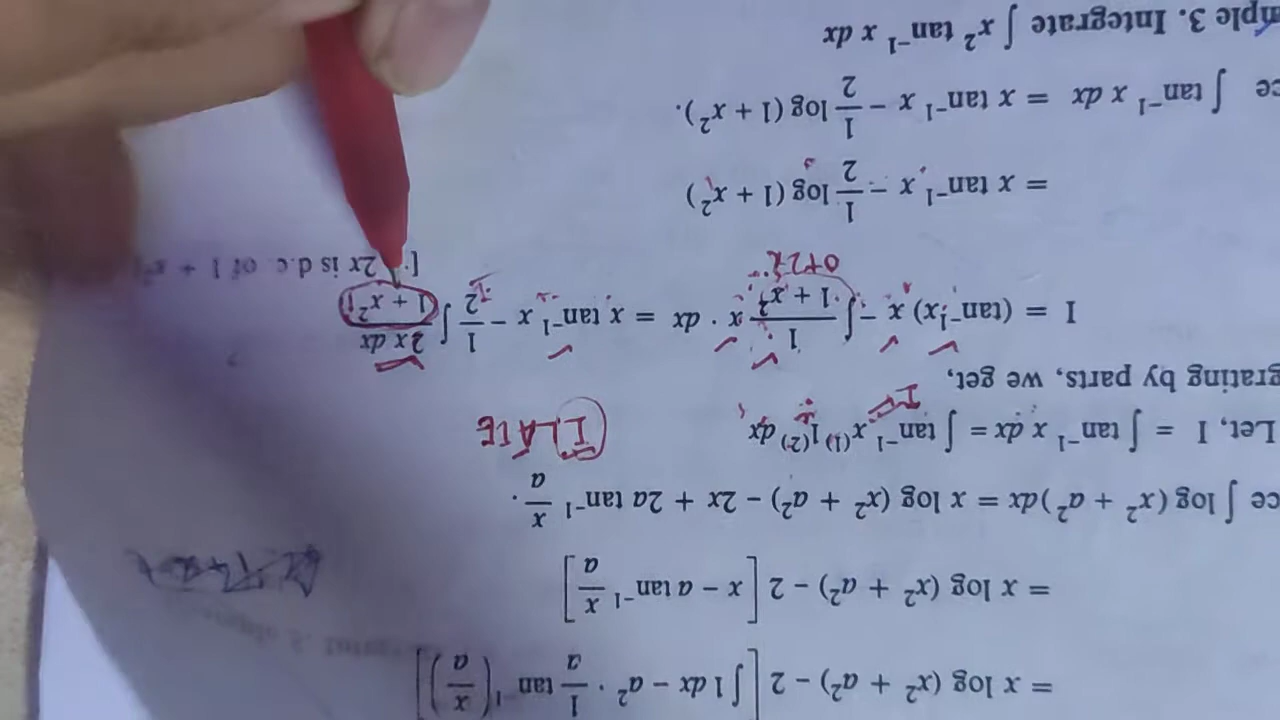 = x log (x² + a²) – 2 [∫ 1 dx – a² · 1/a tan⁻¹ (x/a)]
= x log (x² + a²) – 2 [x – a tan⁻¹ x/a]
ce ∫ log (x² + a²) dx = x log (x² + a²) – 2x + 2a tan⁻¹ x/a .
Let, I = ∫ tan⁻¹ x dx = ∫ tan⁻¹ x₍₁₎ 1₍₂₎ dx ILATE
grating by parts, we get,
I = (tan⁻¹ x) x – ∫ 1/(1 + x²) x · dx = x tan⁻¹ x – 1/2 ∫ 2x dx/(1 + x²)
0+2x
[∵ 2x is d.c. of 1 + x²]
= x tan⁻¹ x – 1/2 log (1 + x²)
ce ∫ tan⁻¹ x dx = x tan⁻¹ x – 1/2 log (1 + x²).
mple 3. Integrate ∫ x² tan⁻¹ x dx